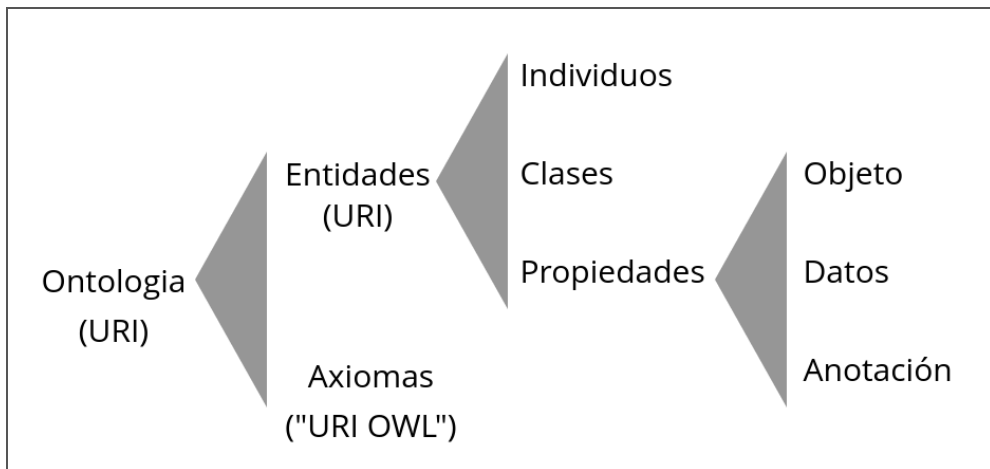 Ontologia
(URI)
Entidades
(URI)
Axiomas
("URI OWL")
Individuos
Clases
Propiedades
Objeto
Datos
Anotación